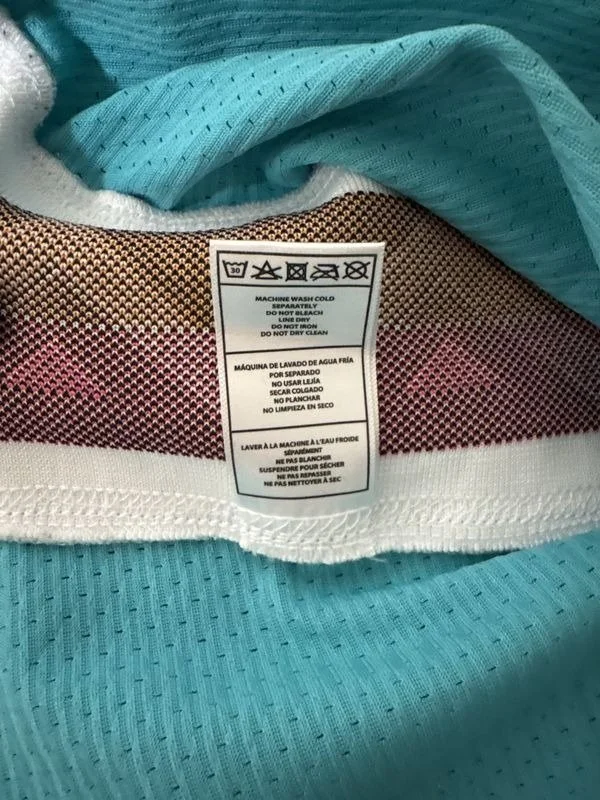 30
MACHINE WASH COLD
SEPARATELY
DO NOT BLEACH
LINE DRY
DO NOT IRON
DO NOT DRY CLEAN
MÁQUINA DE LAVADO DE AGUA FRÍA
POR SEPARADO
NO USAR LEJÍA
SECAR COLGADO
NO PLANCHAR
NO LIMPIEZA EN SECO
LAVER À LA MACHINE À L'EAU FROIDE
SÉPARÉMENT
NE PAS BLANCHIR
SUSPENDRE POUR SÉCHER
NE PAS REPASSER
NE PAS NETTOYER À SEC